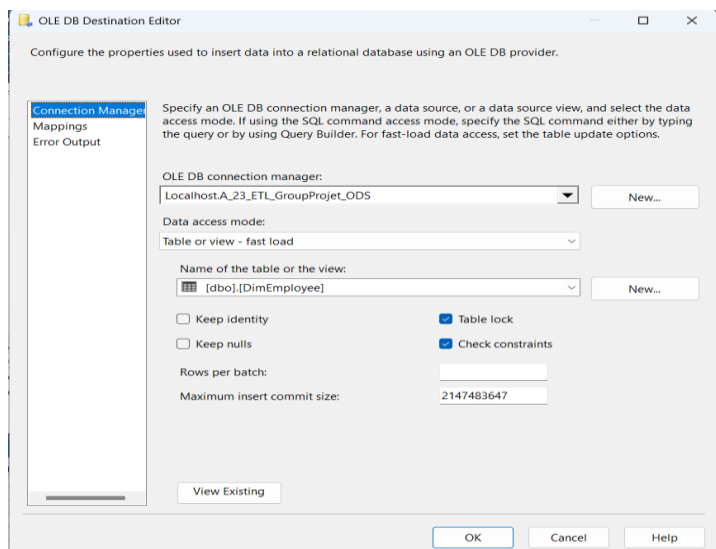 OLE DB Destination Editor
Configure the properties used to insert data into a relational database using an OLE DB provider.
Connection Manager
Mappings
Error Output
Specify an OLE DB connection manager, a data source, or a data source view, and select the data
access mode. If using the SQL command access mode, specify the SQL command either by typing
the query or by using Query Builder. For fast-load data access, set the table update options.
OLE DB connection manager:
Localhost.A_23_ETL_GroupProjet_ODS
New...
Data access mode:
Table or view - fast load
Name of the table or the view:
[dbo].[DimEmployee]
New...
Keep identity
Table lock
Keep nulls
Check constraints
Rows per batch:
Maximum insert commit size:
2147483647
View Existing
OK
Cancel
Help